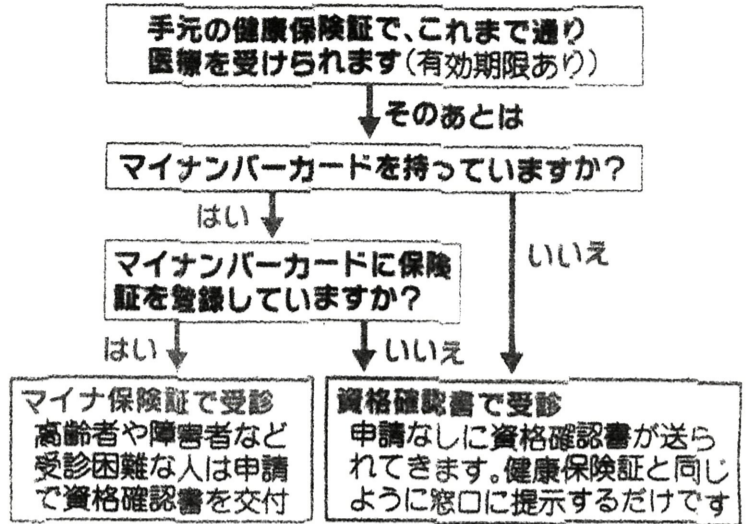 手元の健康保険証で、これまで通り
医療を受けられます(有効期限あり)
そのあとは
マイナンバーカードを持っていますか?
はい
いいえ
マイナンバーカードに保険
証を登録していますか?
はい
いいえ
マイナ保険証で受診
高齢者や障害者など
受診困難な人は申請
で資格確認書を交付
資格確認書で受診
申請なしに資格確認書が送ら
れてきます。健康保険証と同じ
ように窓口に提示するだけです